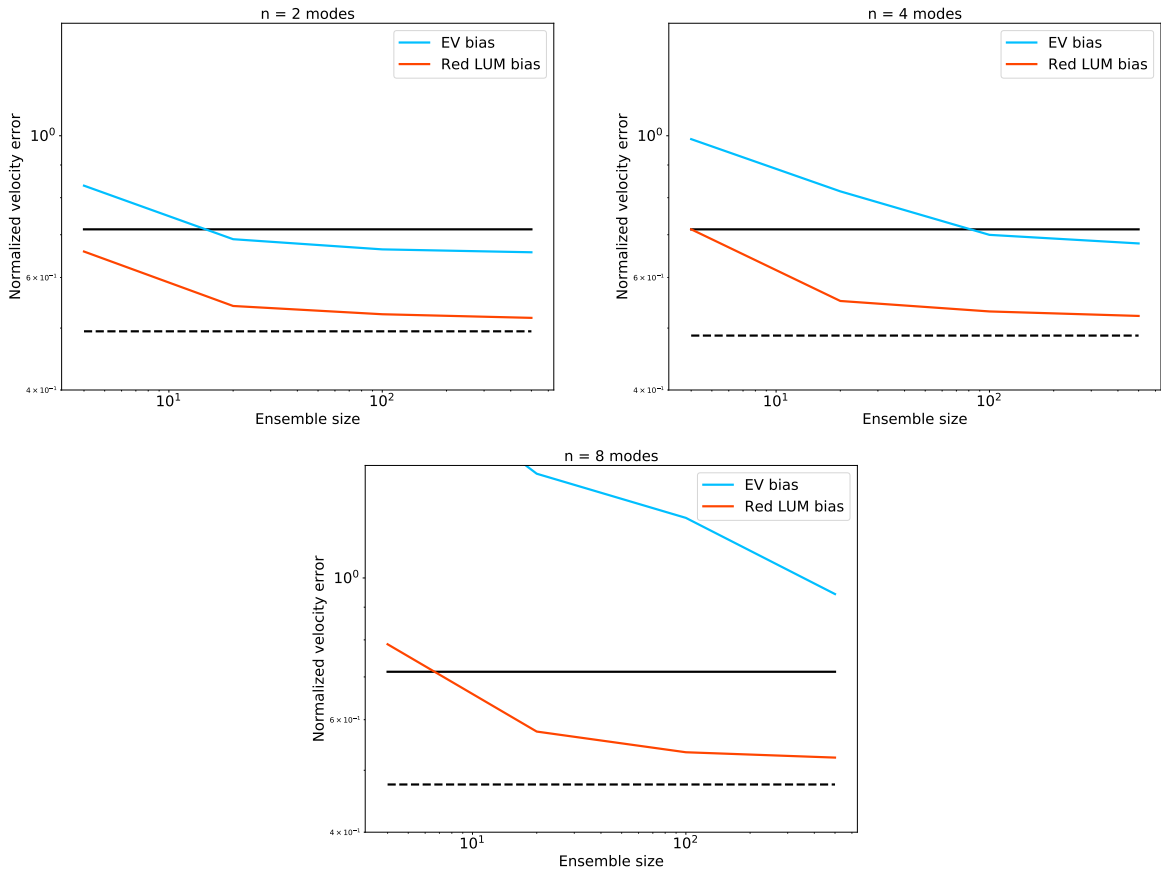 n = 2 modes
EV bias
Red LUM bias
Normalized velocity error
10⁰
6 × 10⁻¹
4 × 10⁻¹
10¹
10²
Ensemble size
n = 4 modes
EV bias
Red LUM bias
Normalized velocity error
10⁰
6 × 10⁻¹
4 × 10⁻¹
10¹
10²
Ensemble size
n = 8 modes
EV bias
Red LUM bias
Normalized velocity error
10⁰
6 × 10⁻¹
4 × 10⁻¹
10¹
10²
Ensemble size